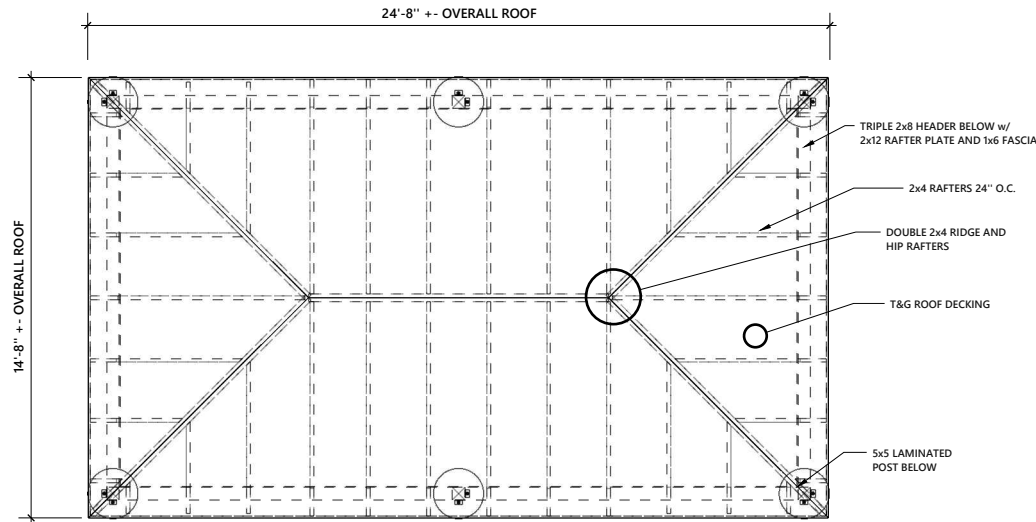 24'-8'' +- OVERALL ROOF
14'-8'' +- OVERALL ROOF
TRIPLE 2x8 HEADER BELOW w/
2x12 RAFTER PLATE AND 1x6 FASCIA
2x4 RAFTERS 24'' O.C.
DOUBLE 2x4 RIDGE AND
HIP RAFTERS
T&G ROOF DECKING
5x5 LAMINATED
POST BELOW